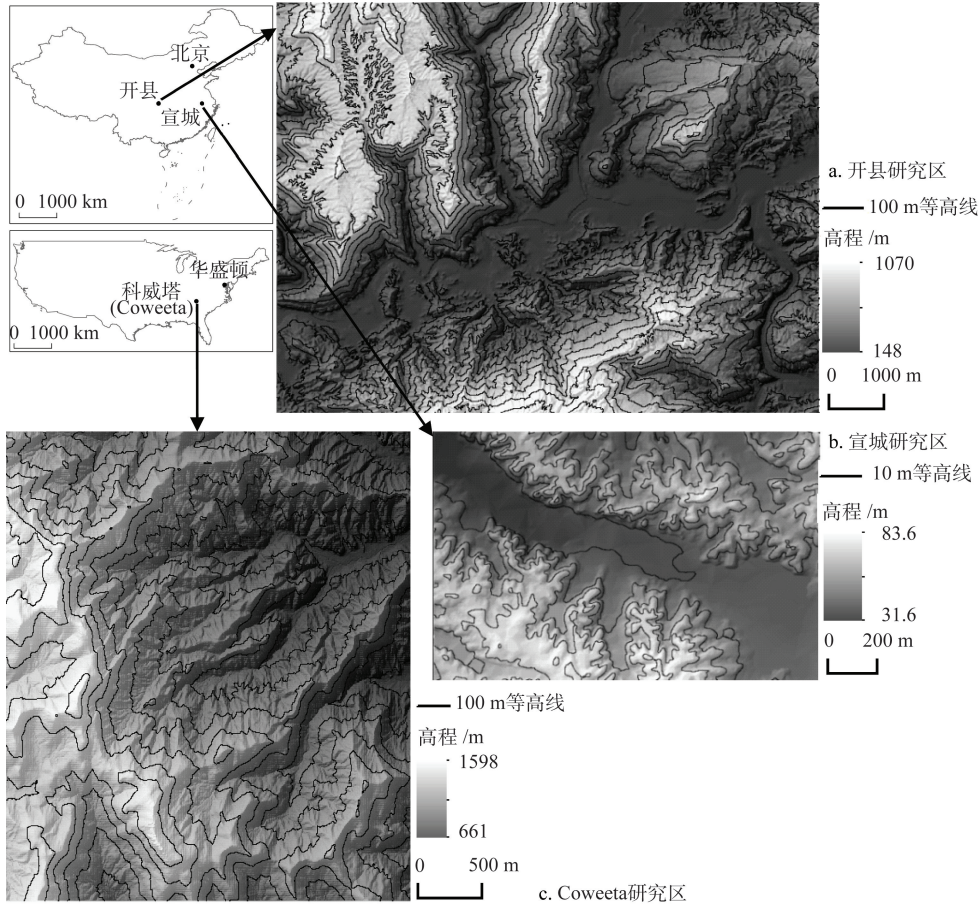 北京
开县
宣城
0 1000 km
华盛顿
科威塔
(Coweeta)
0 1000 km
a. 开县研究区
100 m等高线
高程 /m
1070
148
0 1000 m
b. 宣城研究区
10 m等高线
高程 /m
83.6
31.6
0 200 m
100 m等高线
高程 /m
1598
661
0 500 m
c. Coweeta研究区